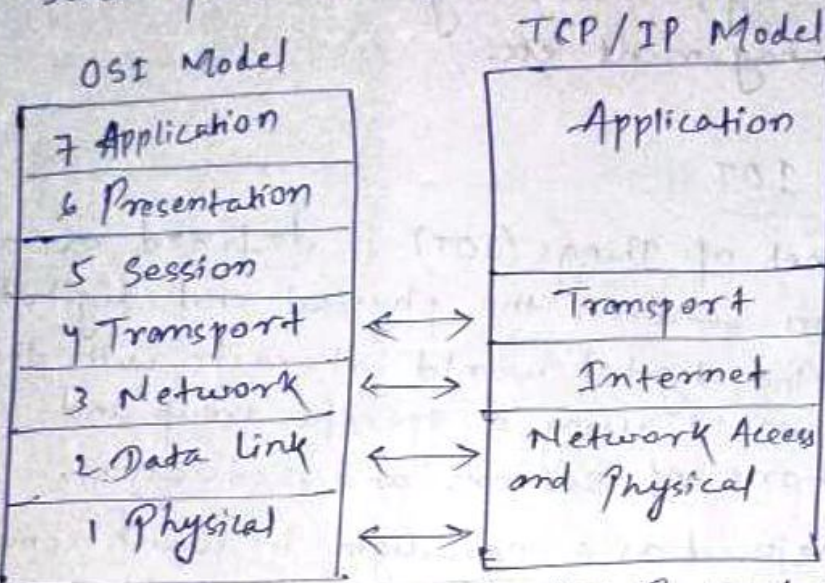 OSI Model
7 Application
6 Presentation
5 Session
4 Transport
3 Network
2 Data Link
1 Physical
TCP/IP Model
Application
Transport
Internet
Network Access
and Physical